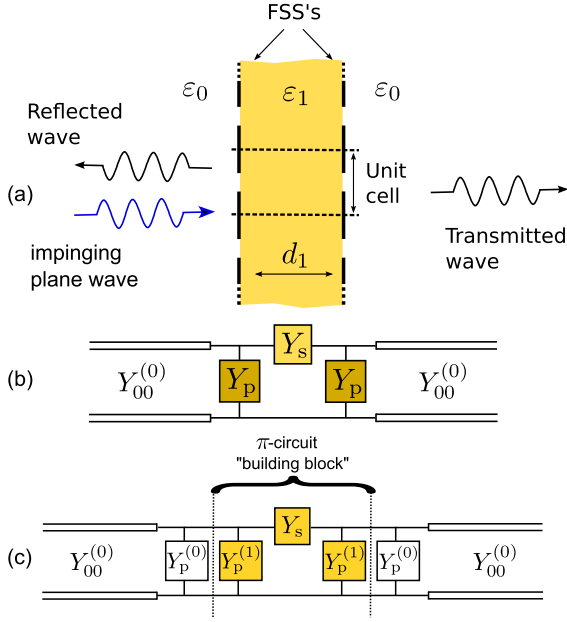 FSS's
ε₀ ε₁ ε₀
Reflected
wave
Unit
cell
(a)
impinging
plane wave
Transmitted
wave
d₁
(b)
Y₀₀⁽⁰⁾ Yₚ Yₛ Yₚ Y₀₀⁽⁰⁾
π-circuit
"building block"
(c)
Y₀₀⁽⁰⁾ Yₚ⁽⁰⁾ Yₚ⁽¹⁾ Yₛ Yₚ⁽¹⁾ Yₚ⁽⁰⁾ Y₀₀⁽⁰⁾